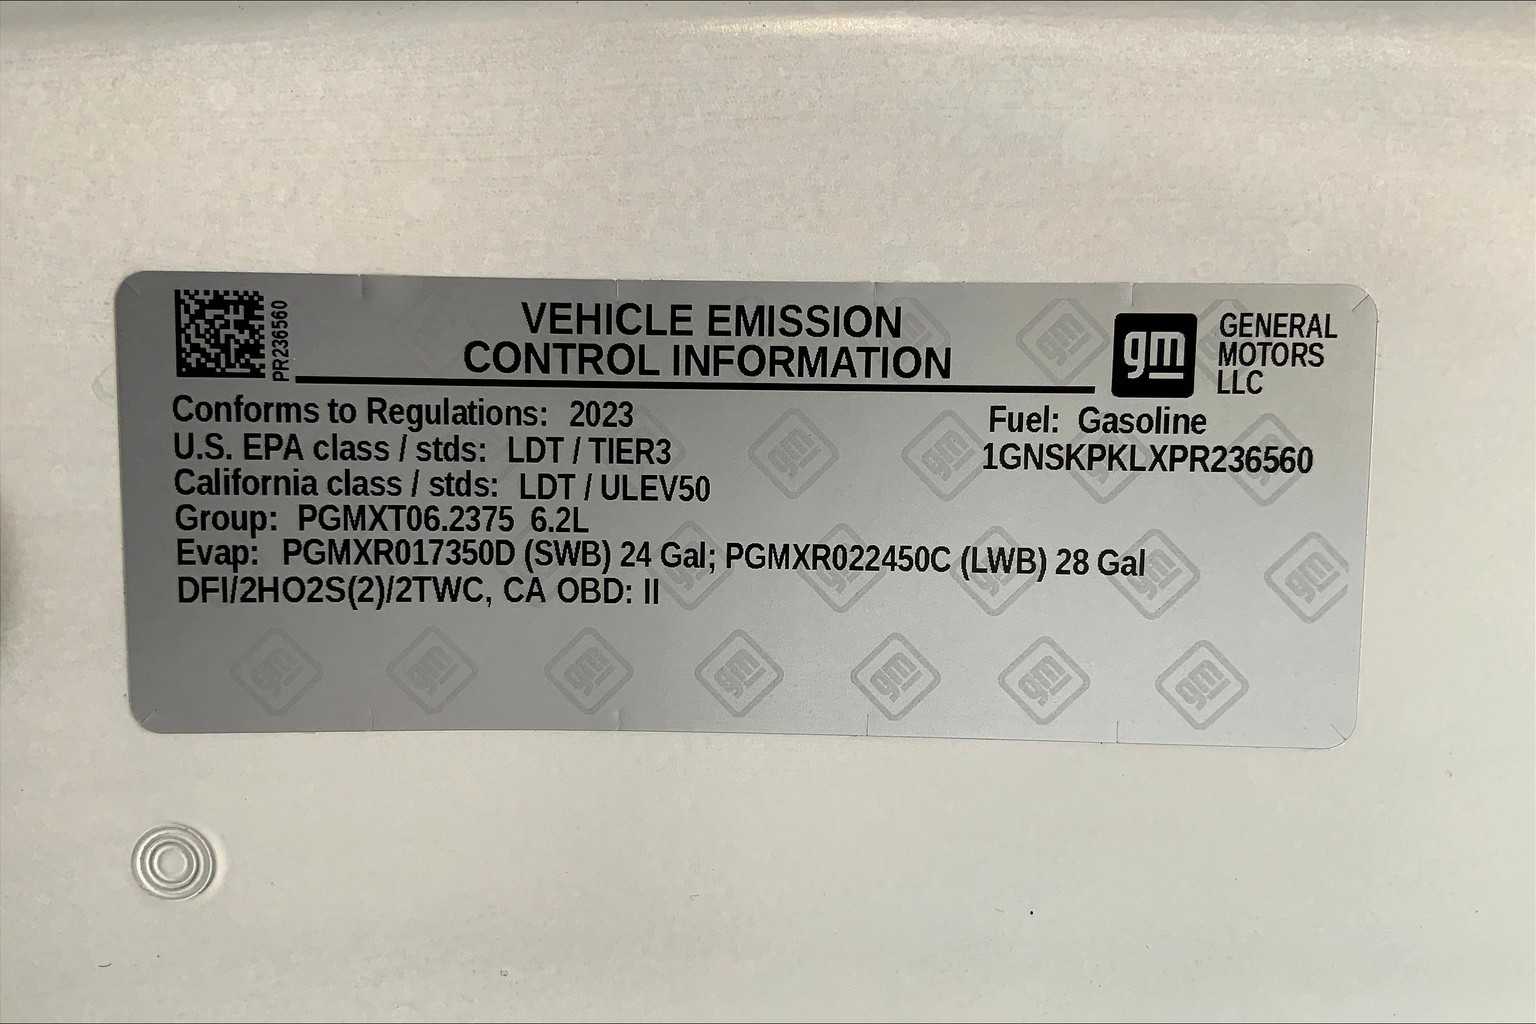 PR236560
VEHICLE EMISSION
CONTROL INFORMATION
gm
GENERAL
MOTORS
LLC
Conforms to Regulations: 2023
U.S. EPA class / stds: LDT / TIER3
California class / stds: LDT / ULEV50
Group: PGMXT06.2375 6.2L
Evap: PGMXR017350D (SWB) 24 Gal; PGMXR022450C (LWB) 28 Gal
DFI/2HO2S(2)/2TWC, CA OBD: II
Fuel: Gasoline
1GNSKPKLXPR236560